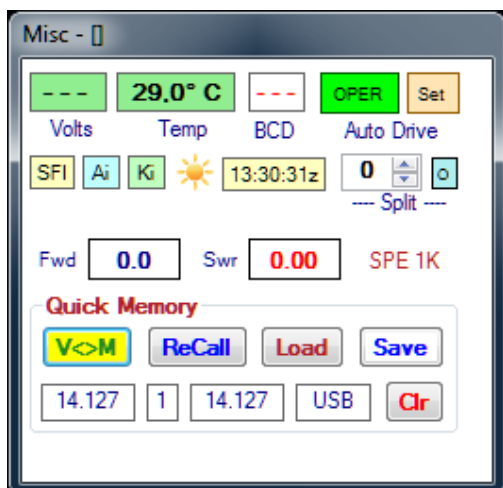 Misc - []
--- 29.0° C --- OPER Set
Volts Temp BCD Auto Drive
SFI Ai Ki 13:30:31z 0 O
---- Split ----
Fwd 0.0 Swr 0.00 SPE 1K
Quick Memory
V<>M ReCall Load Save
14.127 1 14.127 USB Clr